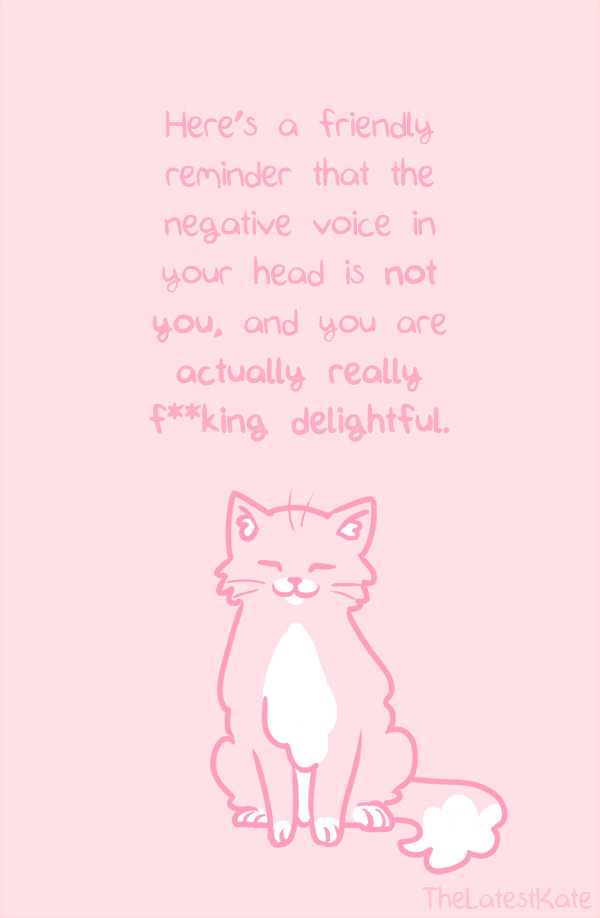 Here's a friendly
reminder that the
negative voice in
your head is not
you, and you are
actually really
f**king delightful.
TheLatestKate